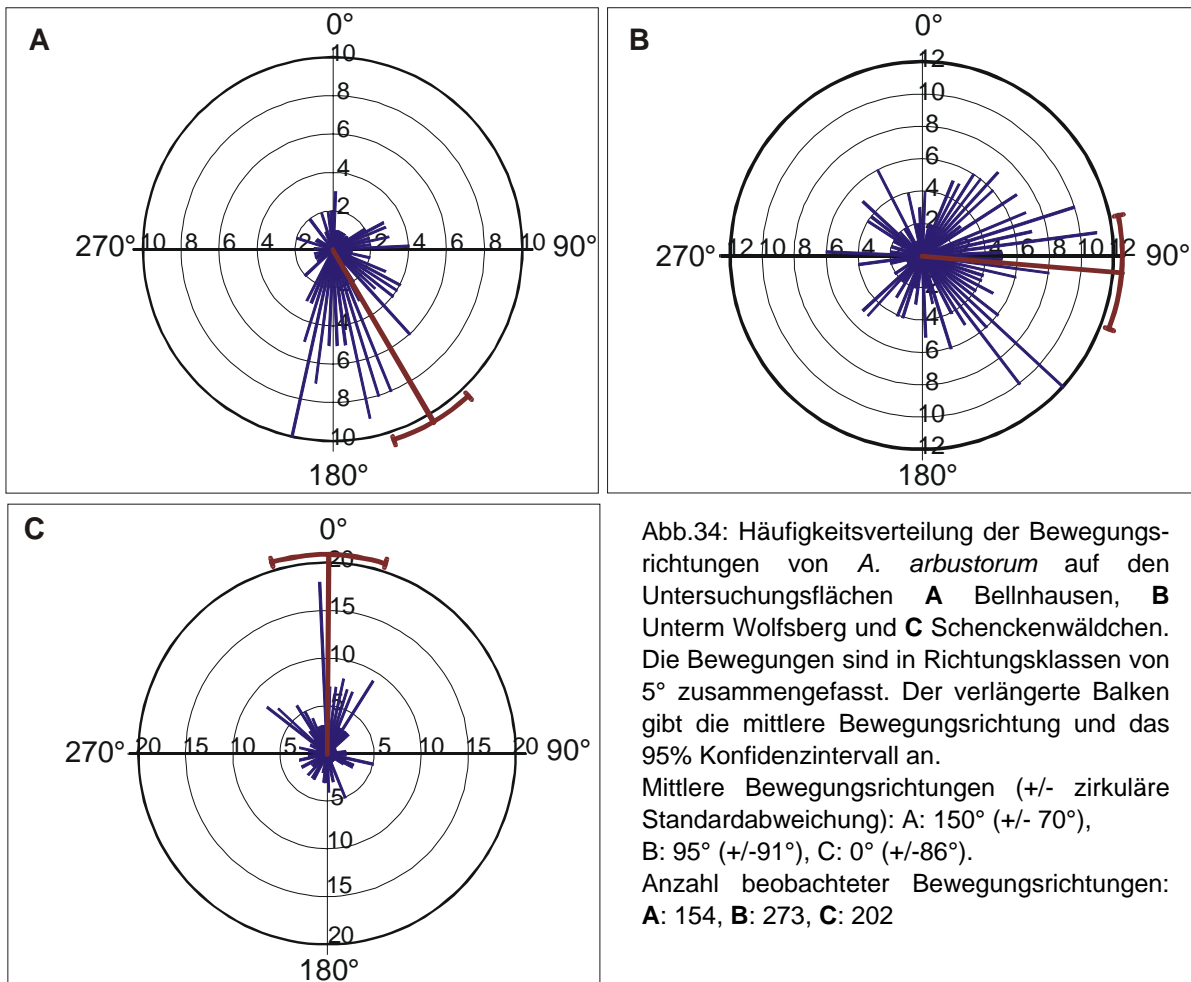 A
0°
10
8
6
4
2
270° 10 8 6 4 2 2 4 6 8 10 90°
4
6
8
10
180°
B
0°
12
10
8
6
4
2
270° 12 10 8 6 4 4 6 8 10 12 90°
4
6
8
10
12
180°
C
0°
20
15
10
5
270° 20 15 10 5 5 10 15 20 90°
5
10
15
20
180°
Abb.34: Häufigkeitsverteilung der Bewegungs-
richtungen von A. arbustorum auf den
Untersuchungsflächen A Bellnhausen, B
Unterm Wolfsberg und C Schenckenwäldchen.
Die Bewegungen sind in Richtungsklassen von
5° zusammengefasst. Der verlängerte Balken
gibt die mittlere Bewegungsrichtung und das
95% Konfidenzintervall an.
Mittlere Bewegungsrichtungen (+/- zirkuläre
Standardabweichung): A: 150° (+/- 70°),
B: 95° (+/-91°), C: 0° (+/-86°).
Anzahl beobachteter Bewegungsrichtungen:
A: 154, B: 273, C: 202